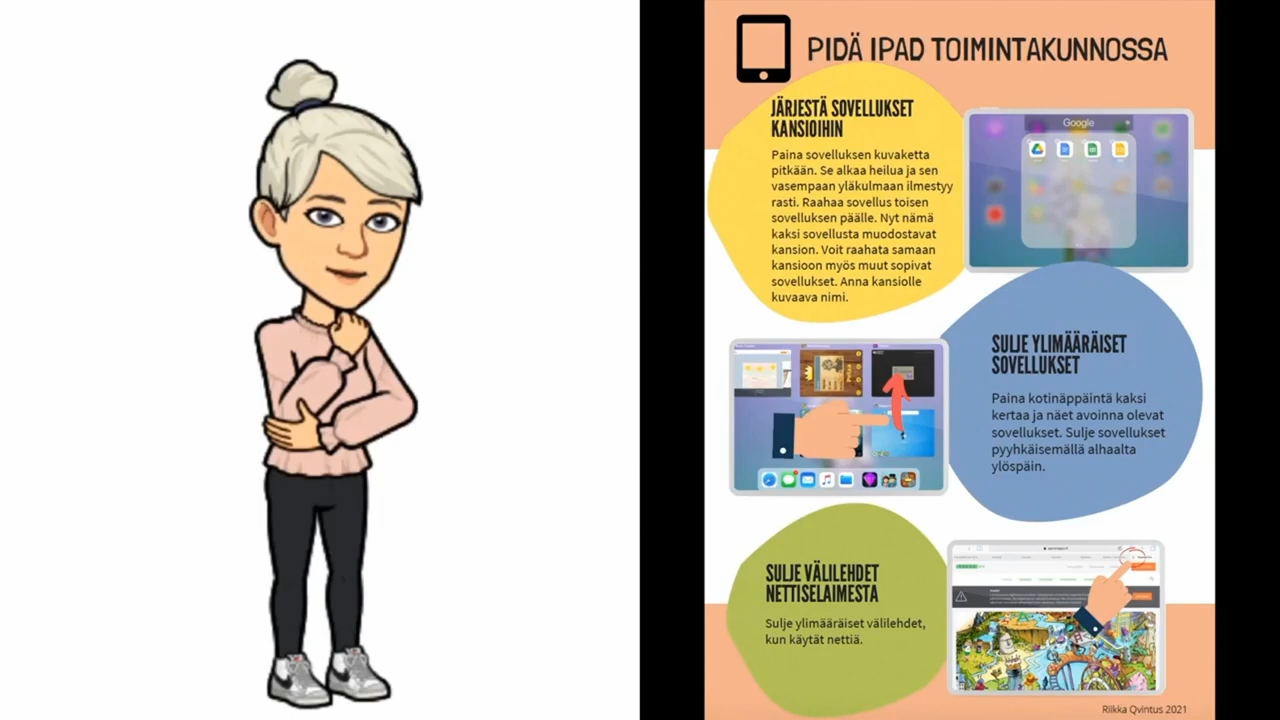 PIDÄ IPAD TOIMINTAKUNNOSSA
JÄRJESTÄ SOVELLUKSET
KANSIOIHIN
Paina sovelluksen kuvaketta
pitkään. Se alkaa heilua ja sen
vasempaan yläkulmaan ilmestyy
rasti. Raahaa sovellus toisen
sovelluksen päälle. Nyt nämä
kaksi sovellusta muodostavat
kansion. Voit raahata samaan
kansioon myös muut sopivat
sovellukset. Anna kansiolle
kuvaava nimi.
Google
SULJE YLIMÄÄRÄISET
SOVELLUKSET
Paina kotinäppäintä kaksi
kertaa ja näet avoinna olevat
sovellukset. Sulje sovellukset
pyyhkäisemällä alhaalta
ylöspäin.
SULJE VÄLILEHDET
NETTISELAIMESTA
Sulje ylimääräiset välilehdet,
kun käytät nettiä.
Riikka Qvintus 2021